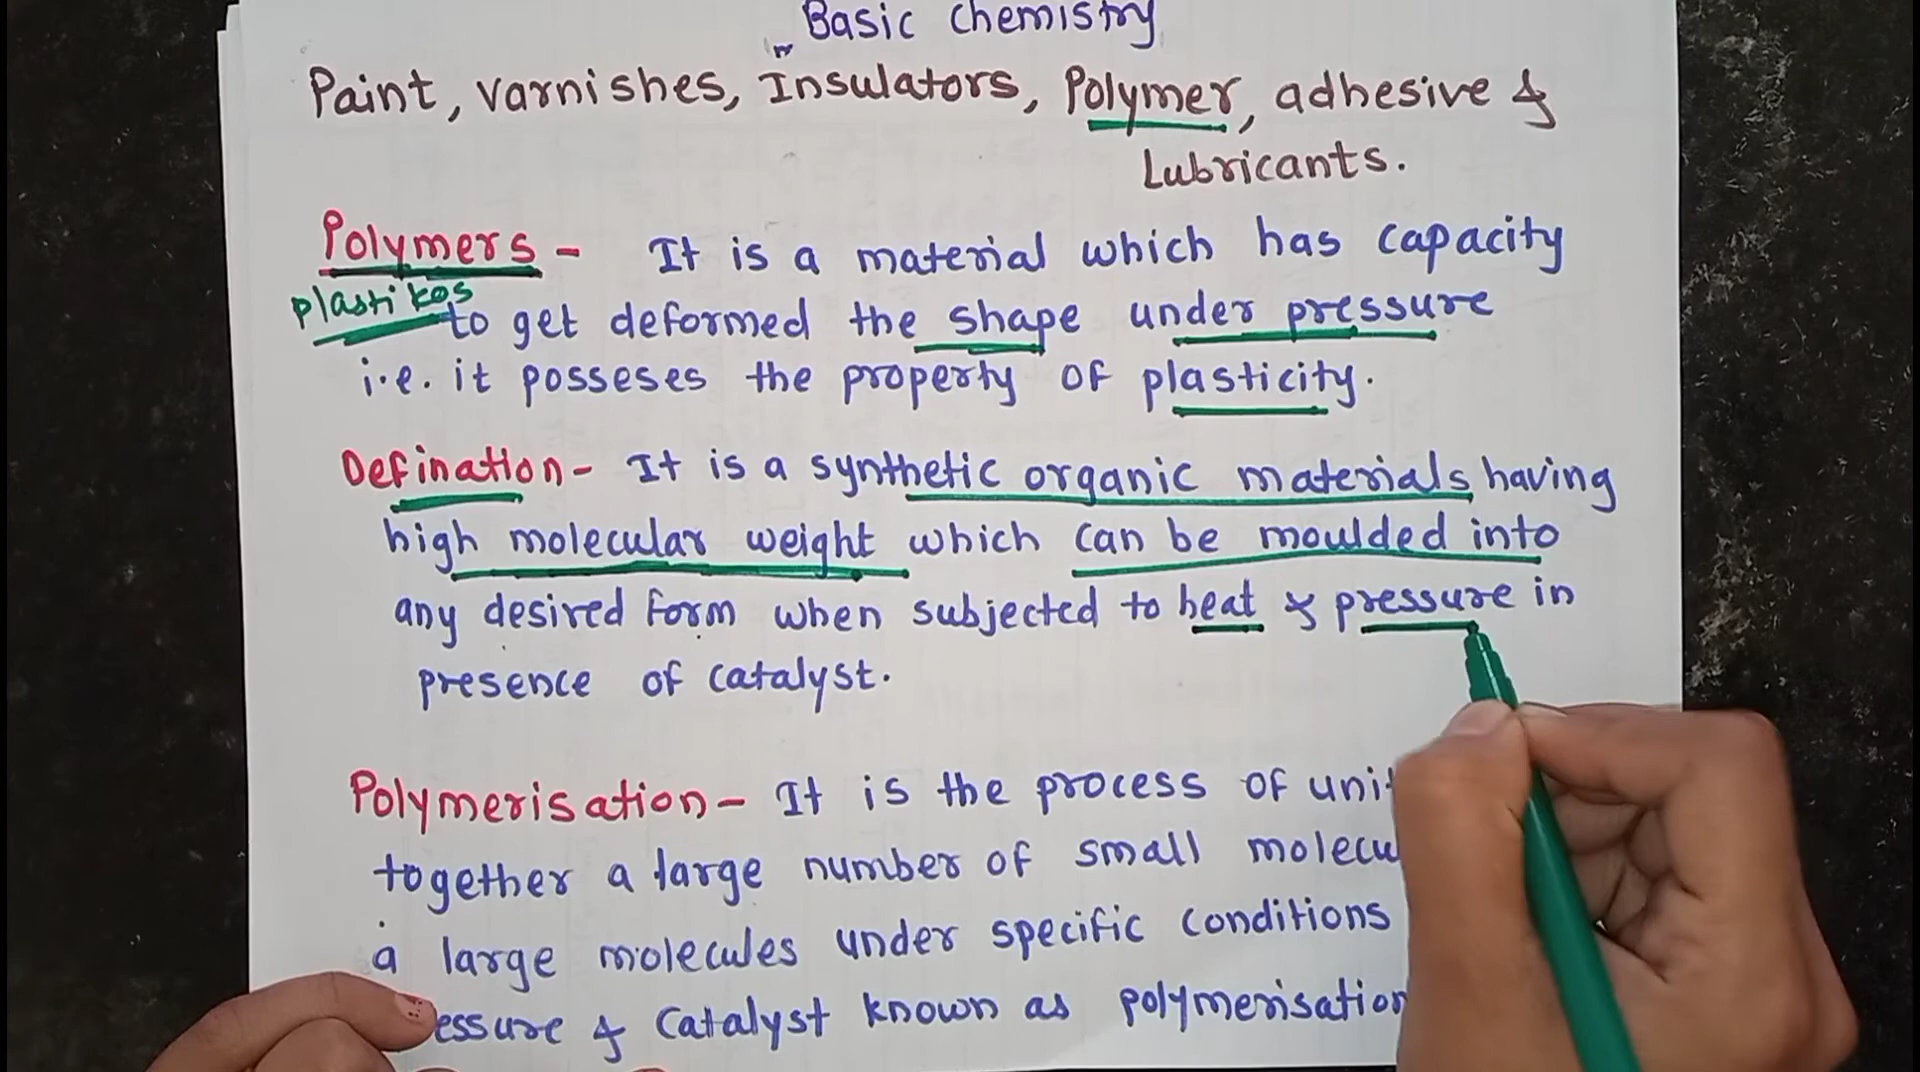 Basic Chemistry
Paint, varnishes, Insulators, Polymer, adhesive &
Lubricants.
Polymers - It is a material which has capacity
plastikos
to get deformed the shape under pressure
i.e. it posseses the property of plasticity.
Defination - It is a synthetic organic materials having
high molecular weight which can be moulded into
any desired form when subjected to heat & pressure in
presence of catalyst.
Polymerisation - It is the process of
together a large number of small
a large molecules under specific conditions
& Catalyst known as polymerisation